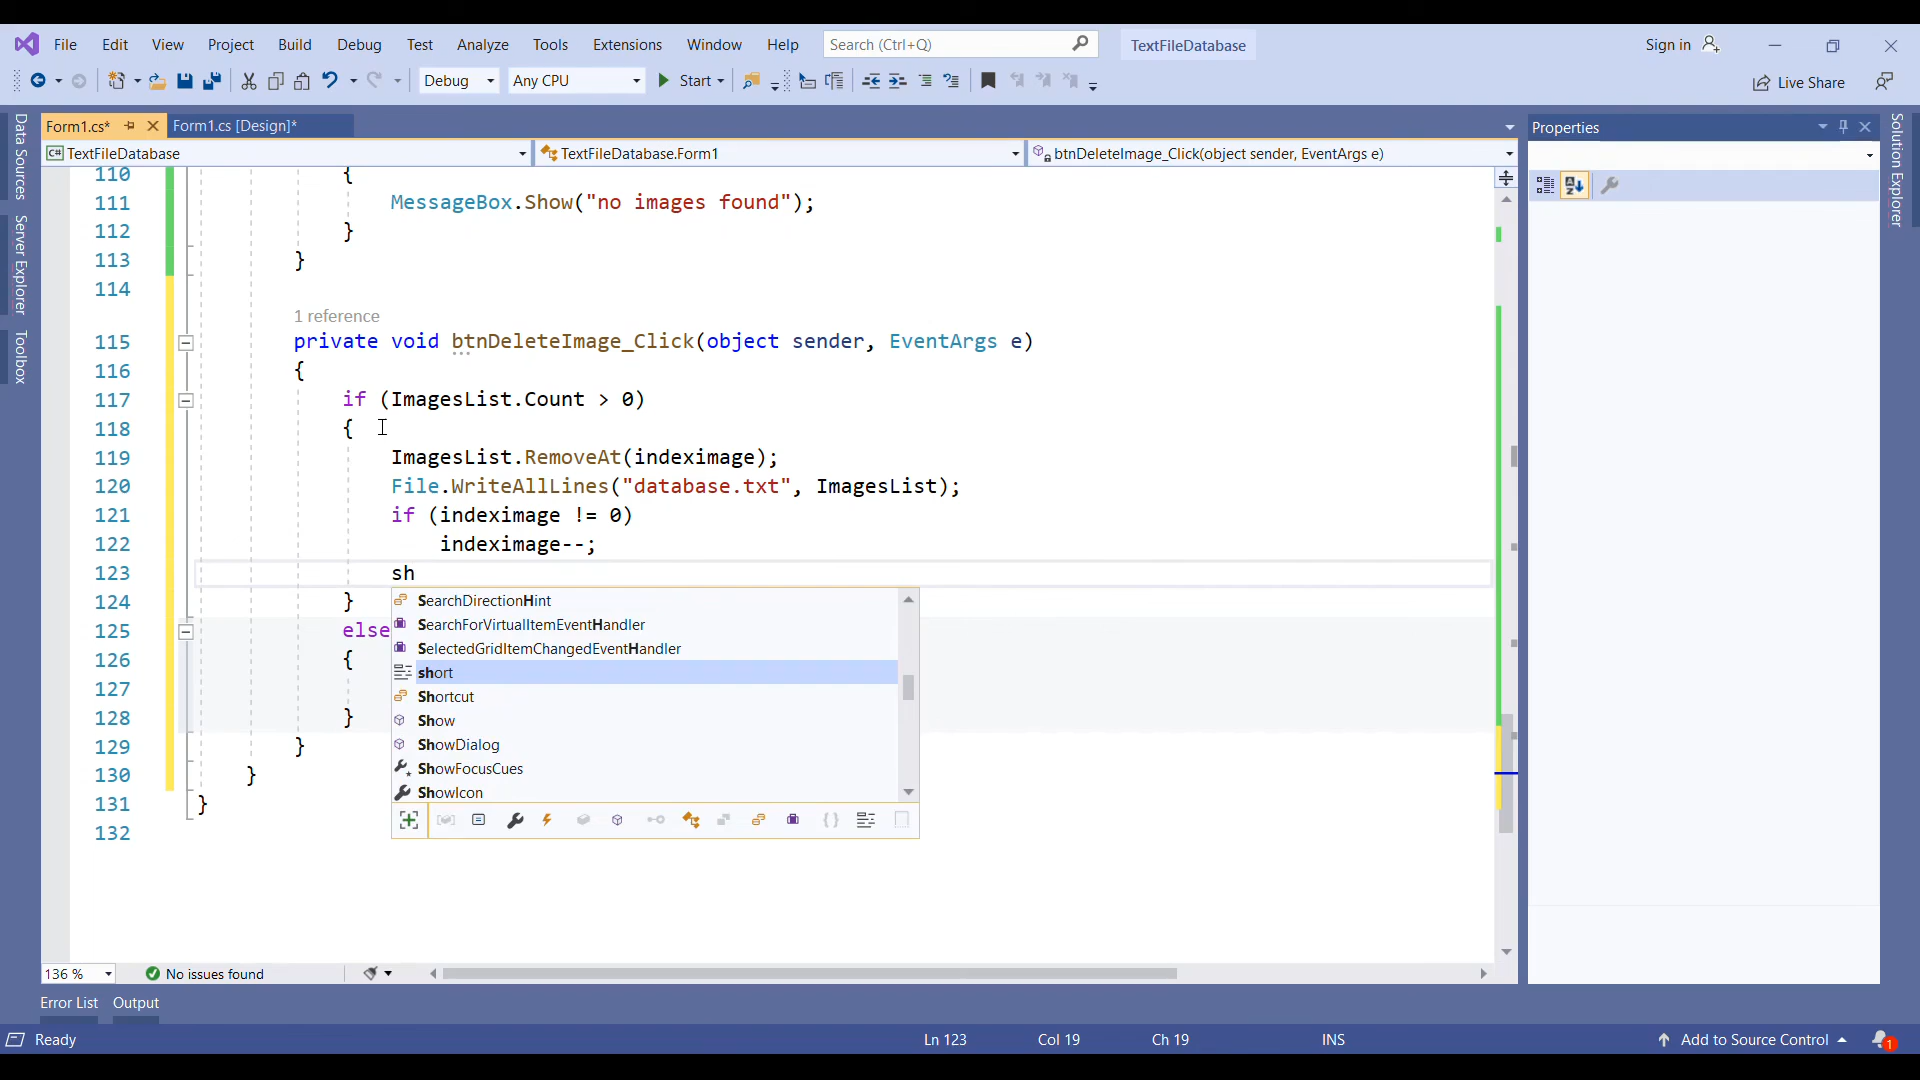 File Edit View Project Build Debug Test Analyze Tools Extensions Window Help Search (Ctrl+Q) TextFileDatabase Sign in
Debug Any CPU Start Live Share
Form1.cs* Form1.cs [Design]* Properties
C# TextFileDatabase TextFileDatabase.Form1 btnDeleteImage_Click(object sender, EventArgs e)
Data Sources
Server Explorer
Toolbox
Solution Explorer
110 {
111 MessageBox.Show("no images found");
112 }
113 }
114
1 reference
115 private void btnDeleteImage_Click(object sender, EventArgs e)
116 {
117 if (ImagesList.Count > 0)
118 {
119 ImagesList.RemoveAt(indeximage);
120 File.WriteAllLines("database.txt", ImagesList);
121 if (indeximage != 0)
122 indeximage--;
123 sh
124 }
125 else
126 {
127
128 }
129 }
130 }
131 }
132
SearchDirectionHint
SearchForVirtualItemEventHandler
SelectedGridItemChangedEventHandler
short
Shortcut
Show
ShowDialog
ShowFocusCues
ShowIcon
136 % No issues found
Error List Output
Ready Ln 123 Col 19 Ch 19 INS Add to Source Control 1